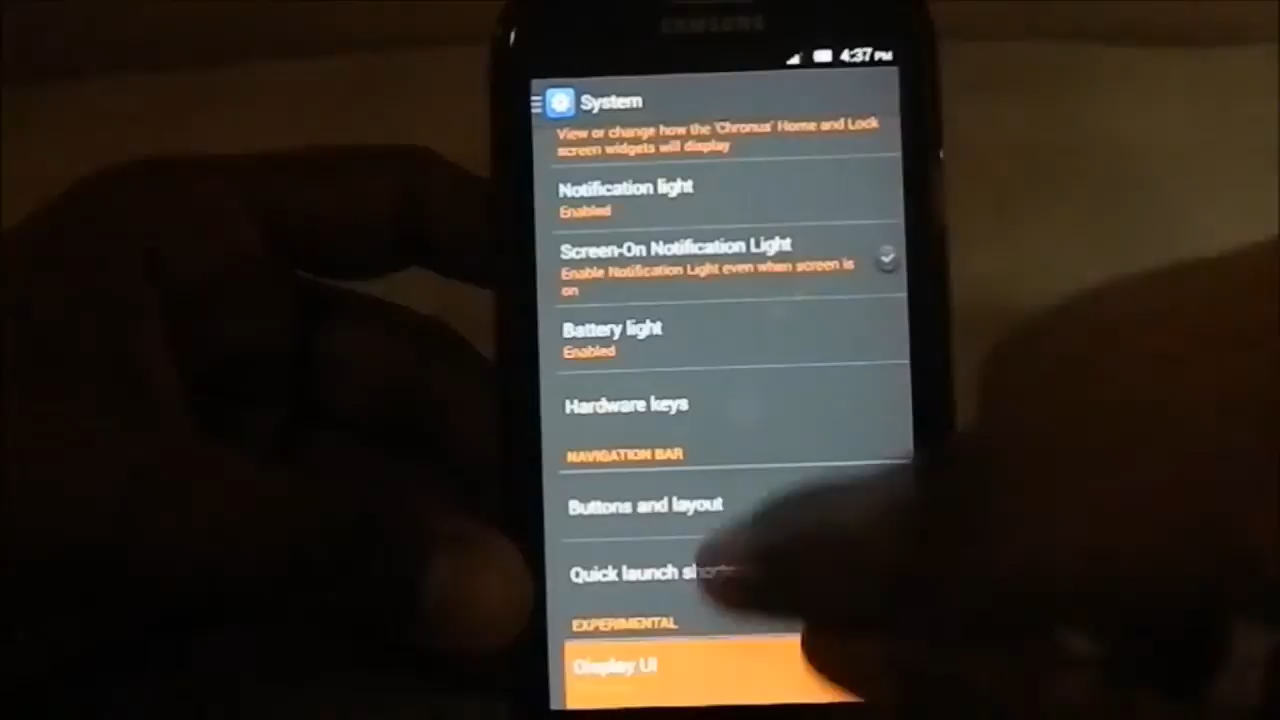 SAMSUNG
4:37 PM
System
View or change how the 'Chronus' Home and Lock
screen widgets will display
Notification light
Enabled
Screen-On Notification Light
Enable Notification Light even when screen is
on
Battery light
Enabled
Hardware keys
NAVIGATION BAR
Buttons and layout
Quick launch
EXPERIMENTAL
Display UI